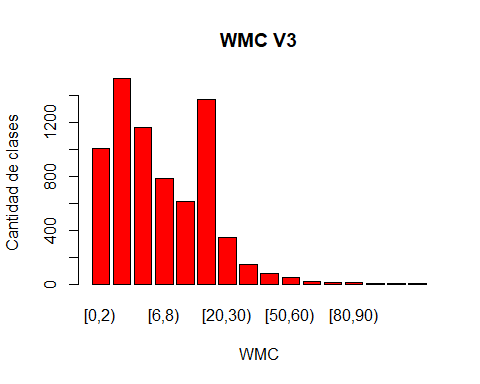 WMC V3
Cantidad de clases
1200
800
400
0
[0,2) [6,8) [20,30) [50,60) [80,90)
WMC